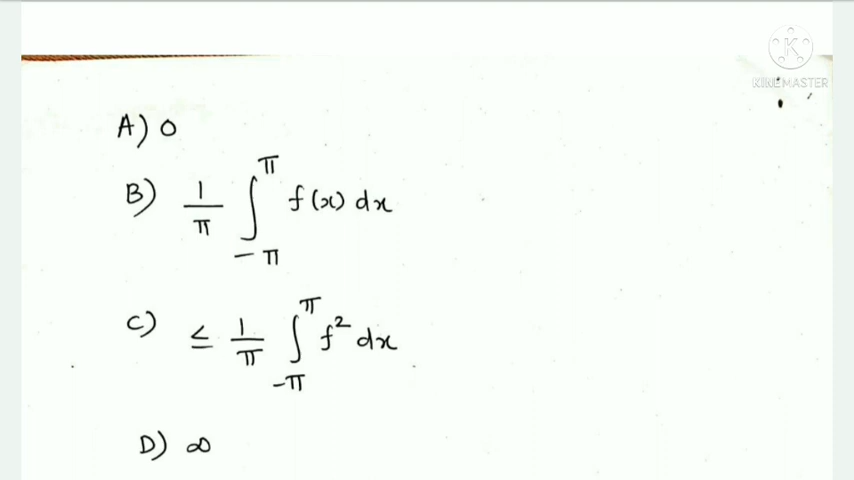 KINEMASTER
A) 0
B) 1/π ∫_{-π}^{π} f(x) dx
C) ≤ 1/π ∫_{-π}^{π} f² dx
D) ∞